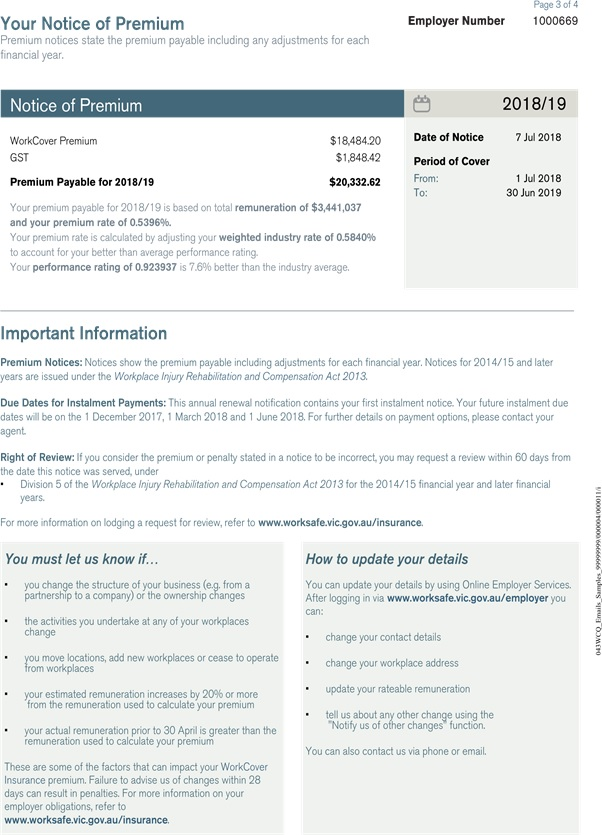 Page 3 of 4
Your Notice of Premium
Employer Number 1000669
Premium notices state the premium payable including any adjustments for each
financial year.
Notice of Premium
2018/19
WorkCover Premium $18,484.20
GST $1,848.42
Premium Payable for 2018/19 $20,332.62
Your premium payable for 2018/19 is based on total remuneration of $3,441,037
and your premium rate of 0.5396%.
Your premium rate is calculated by adjusting your weighted industry rate of 0.5840%
to account for your better than average performance rating.
Your performance rating of 0.923937 is 7.6% better than the industry average.
Date of Notice 7 Jul 2018
Period of Cover
From: 1 Jul 2018
To: 30 Jun 2019
Important Information
Premium Notices: Notices show the premium payable including adjustments for each financial year. Notices for 2014/15 and later
years are issued under the Workplace Injury Rehabilitation and Compensation Act 2013.
Due Dates for Instalment Payments: This annual renewal notification contains your first instalment notice. Your future instalment due
dates will be on the 1 December 2017, 1 March 2018 and 1 June 2018. For further details on payment options, please contact your
agent.
Right of Review: If you consider the premium or penalty stated in a notice to be incorrect, you may request a review within 60 days from
the date this notice was served, under
• Division 5 of the Workplace Injury Rehabilitation and Compensation Act 2013 for the 2014/15 financial year and later financial
years.
For more information on lodging a request for review, refer to www.worksafe.vic.gov.au/insurance.
You must let us know if...
• you change the structure of your business (e.g. from a
partnership to a company) or the ownership changes
• the activities you undertake at any of your workplaces
change
• you move locations, add new workplaces or cease to operate
from workplaces
• your estimated remuneration increases by 20% or more
from the remuneration used to calculate your premium
• your actual remuneration prior to 30 April is greater than the
remuneration used to calculate your premium
These are some of the factors that can impact your WorkCover
Insurance premium. Failure to advise us of changes within 28
days can result in penalties. For more information on your
employer obligations, refer to
www.worksafe.vic.gov.au/insurance.
How to update your details
You can update your details by using Online Employer Services.
After logging in via www.worksafe.vic.gov.au/employer you
can:
• change your contact details
• change your workplace address
• update your rateable remuneration
• tell us about any other change using the
"Notify us of other changes" function.
You can also contact us via phone or email.
043WCQ_Emails_Samples_99999999/000004/000011/i